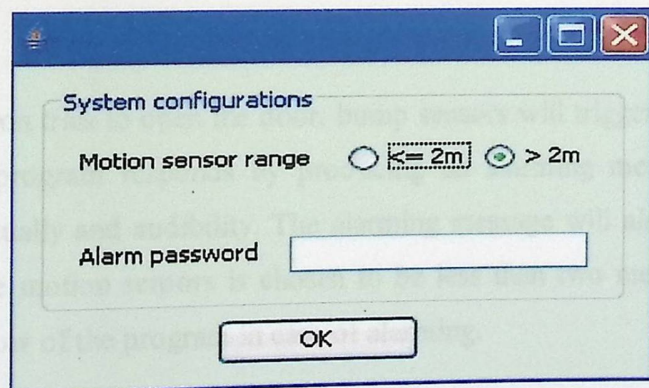 System configurations
Motion sensor range <= 2m > 2m
Alarm password
OK